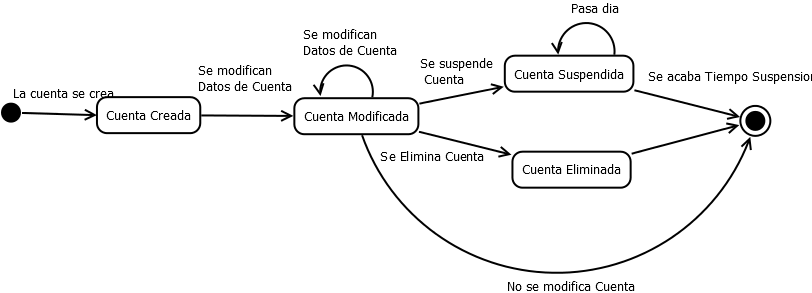 Pasa dia
Se modifican
Datos de Cuenta
Se suspende
Cuenta
Cuenta Suspendida
Se acaba Tiempo Suspension
Se modifican
Datos de Cuenta
La cuenta se crea
Cuenta Creada
Cuenta Modificada
Se Elimina Cuenta
Cuenta Eliminada
No se modifica Cuenta